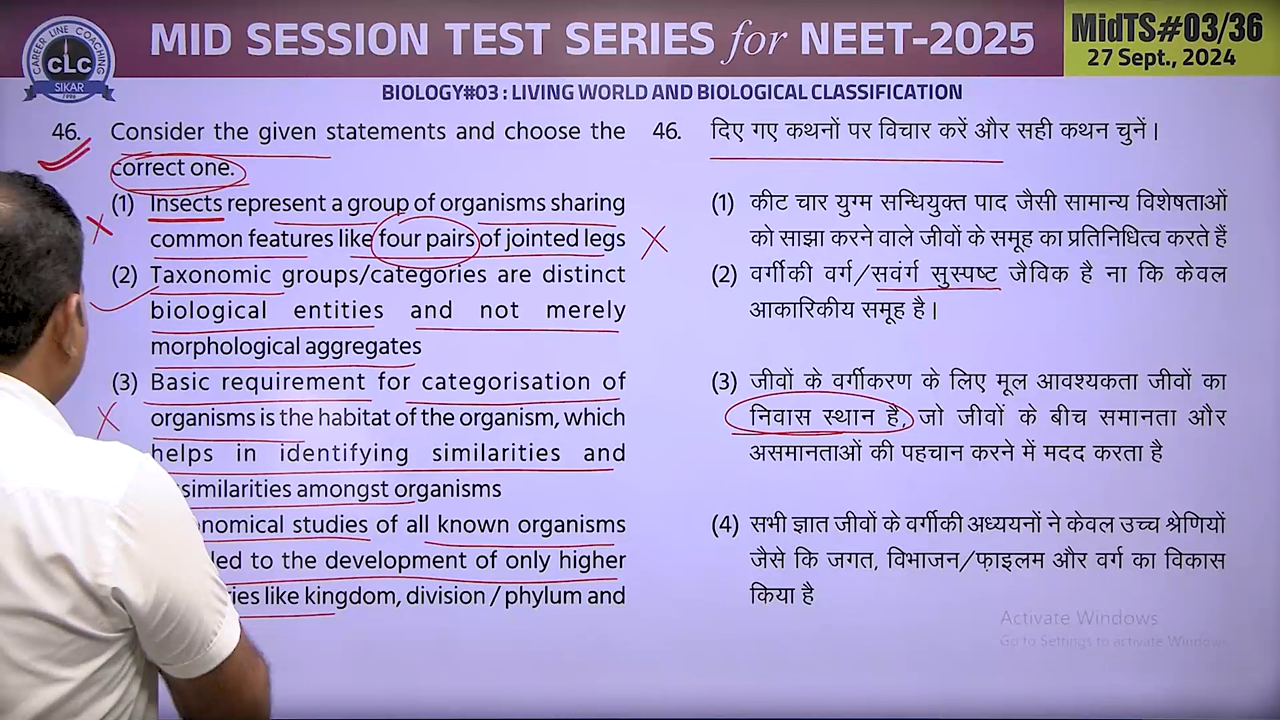 CAREER LINE COACHING
CLC
SIKAR
MID SESSION TEST SERIES for NEET-2025
MidTS#03/36
27 Sept., 2024
BIOLOGY#03 : LIVING WORLD AND BIOLOGICAL CLASSIFICATION
46. Consider the given statements and choose the
correct one.
(1) Insects represent a group of organisms sharing
common features like four pairs of jointed legs
(2) Taxonomic groups/categories are distinct
biological entities and not merely
morphological aggregates
(3) Basic requirement for categorisation of
organisms is the habitat of the organism, which
helps in identifying similarities and
similarities amongst organisms
onomical studies of all known organisms
led to the development of only higher
ies like kingdom, division / phylum and
46. दिए गए कथनों पर विचार करें और सही कथन चुनें।
(1) कीट चार युग्म सन्धियुक्त पाद जैसी सामान्य विशेषताओं
को साझा करने वाले जीवों के समूह का प्रतिनिधित्व करते हैं
(2) वर्गीकी वर्ग/सवंर्ग सुस्पष्ट जैविक है ना कि केवल
आकारिकीय समूह है।
(3) जीवों के वर्गीकरण के लिए मूल आवश्यकता जीवों का
निवास स्थान हैं, जो जीवों के बीच समानता और
असमानताओं की पहचान करने में मदद करता है
(4) सभी ज्ञात जीवों के वर्गीकी अध्ययनों ने केवल उच्च श्रेणियों
जैसे कि जगत, विभाजन/फ़ाइलम और वर्ग का विकास
किया है
Activate Windows
Go to Settings to activate Windows